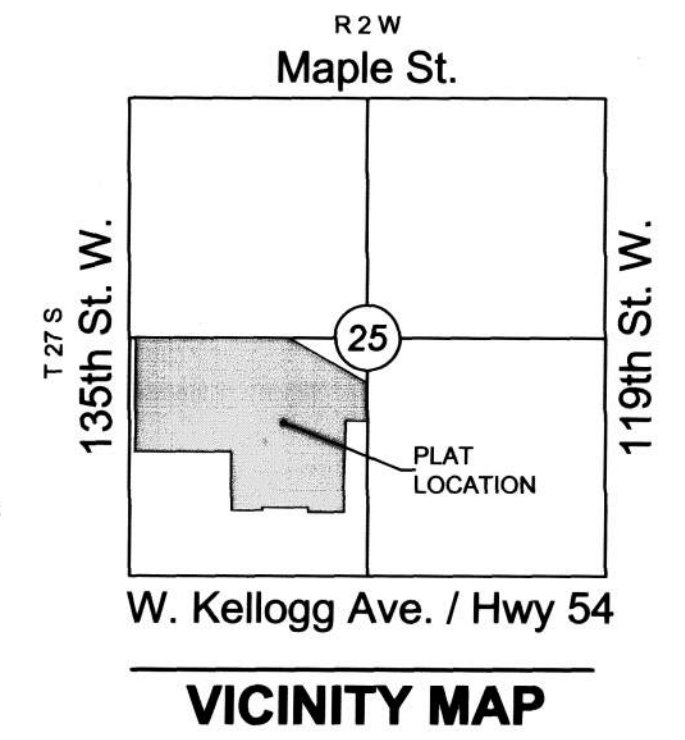 R 2 W
Maple St.
T 27 S
135th St. W.
25
119th St. W.
PLAT
LOCATION
W. Kellogg Ave. / Hwy 54
VICINITY MAP